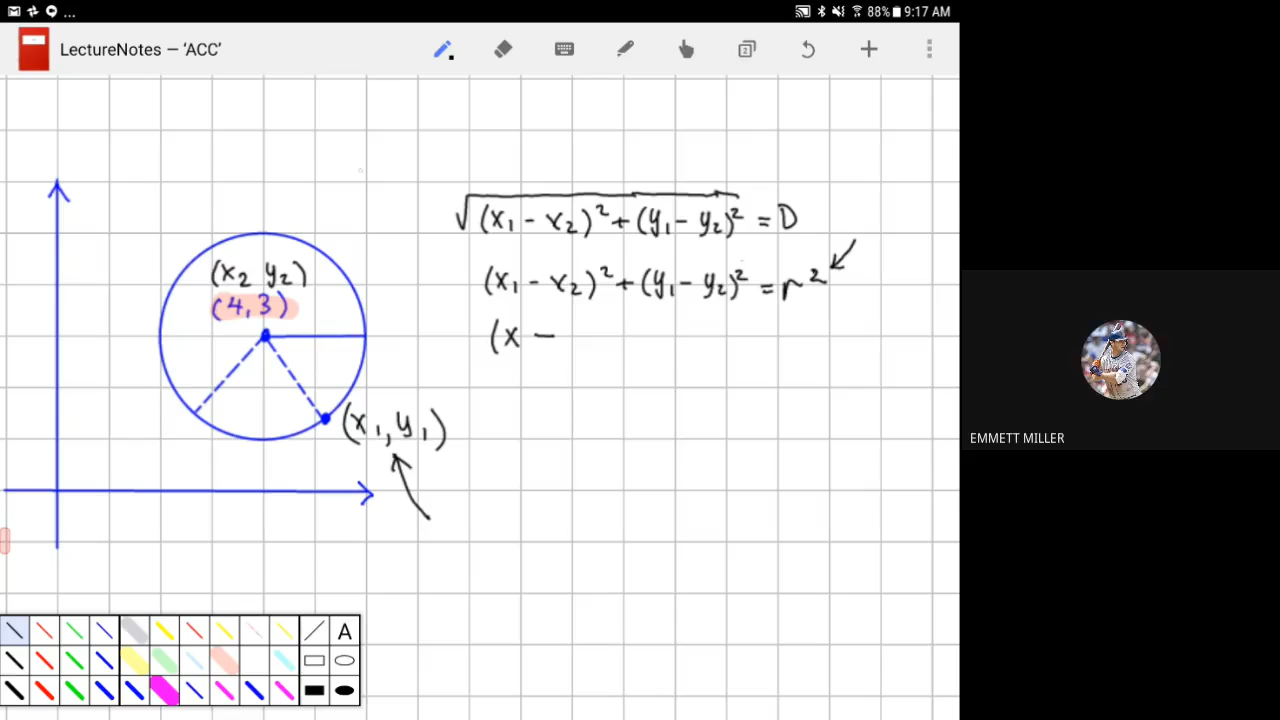 ... 88% 9:17 AM
LectureNotes — ‘ACC’
2
√(x₁ - x₂)² + (y₁ - y₂)² = D
(x₂ y₂)
(x₁ - x₂)² + (y₁ - y₂)² = r²
(4,3)
(x -
(x₁, y₁)
EMMETT MILLER
A